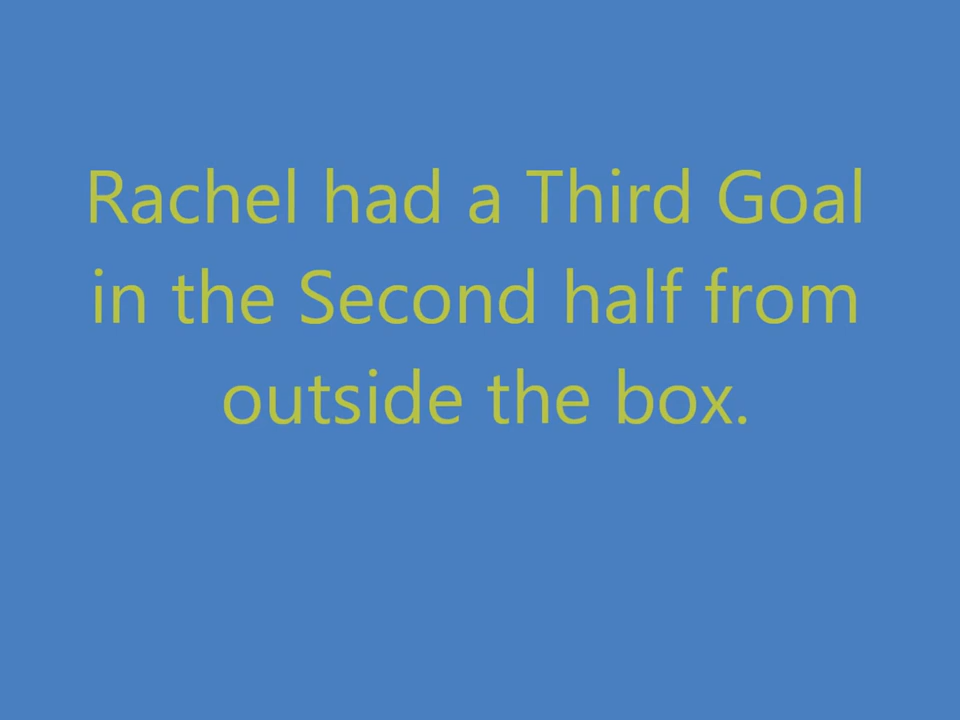 Rachel had a Third Goal
in the Second half from
outside the box.